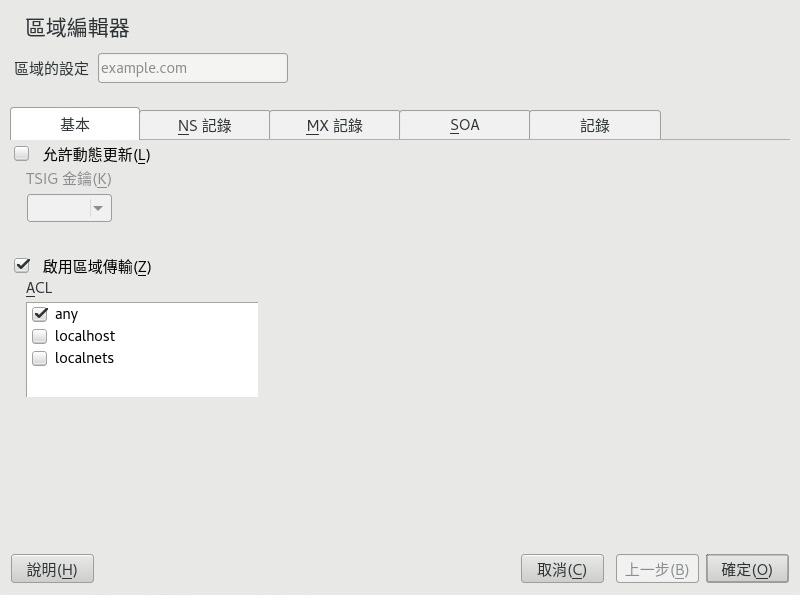 區域編輯器
區域的設定 example.com
基本 NS 記錄 MX 記錄 SOA 記錄
允許動態更新(L)
TSIG 金鑰(K)
啟用區域傳輸(Z)
ACL
any
localhost
localnets
說明(H) 取消(C) 上一步(B) 確定(O)